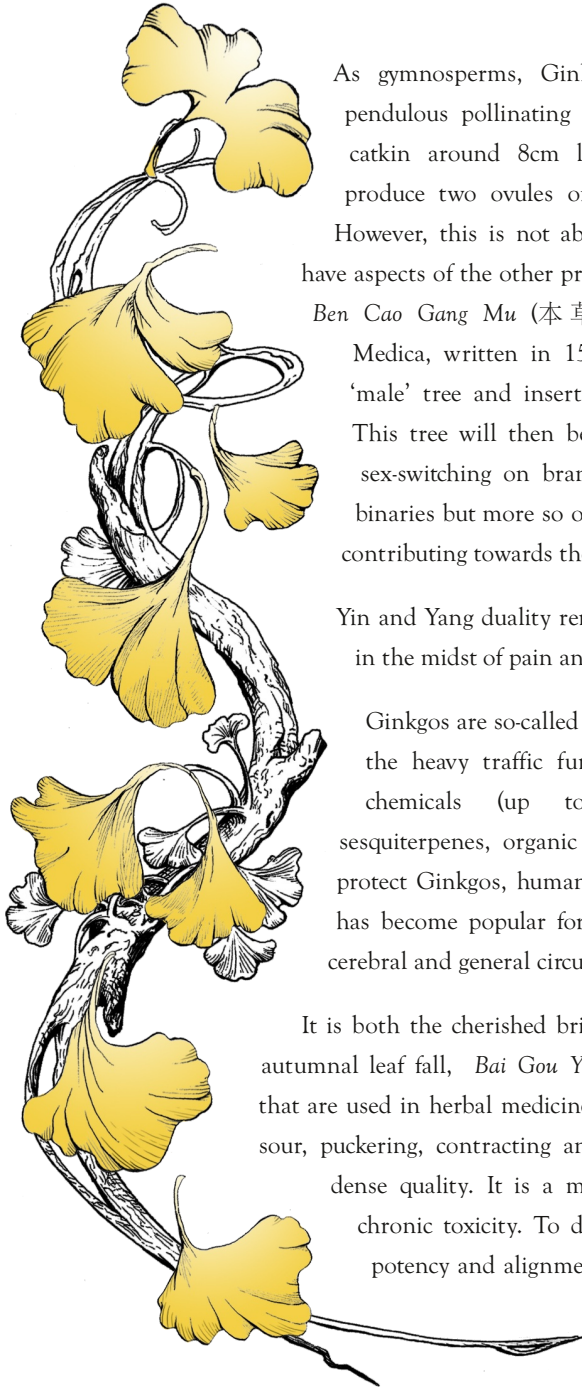 As gymnosperms, Gin
pendulous pollinating
catkin around 8cm l
produce two ovules o
However, this is not ab
have aspects of the other pr
Ben Cao Gang Mu (本 草
Medica, written in 15
‘male’ tree and insert
This tree will then be
sex-switching on bran
binaries but more so o
contributing towards th
Yin and Yang duality re
in the midst of pain an
Ginkgos are so-called
the heavy traffic fu
chemicals (up to
sesquiterpenes, organic
protect Ginkgos, human
has become popular for
cerebral and general circu
It is both the cherished bri
autumnal leaf fall, Bai Gou Y
that are used in herbal medicine
sour, puckering, contracting an
dense quality. It is a m
chronic toxicity. To d
potency and alignme